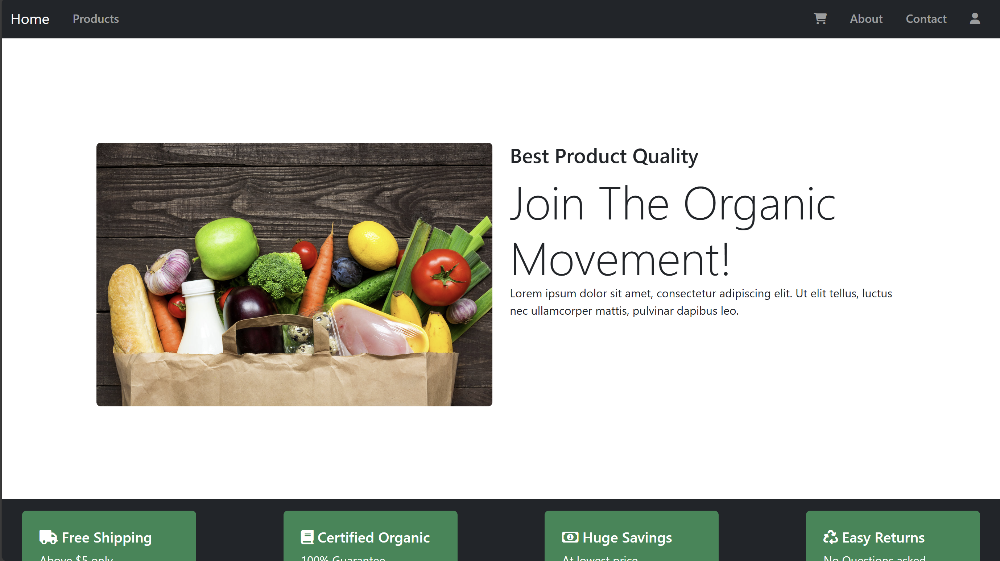 Home Products About Contact
Best Product Quality
Join The Organic
Movement!
Lorem ipsum dolor sit amet, consectetur adipiscing elit. Ut elit tellus, luctus
nec ullamcorper mattis, pulvinar dapibus leo.
Free Shipping
Above $5 only
Certified Organic
100% Guarantee
Huge Savings
At lowest price
Easy Returns
No Questions asked